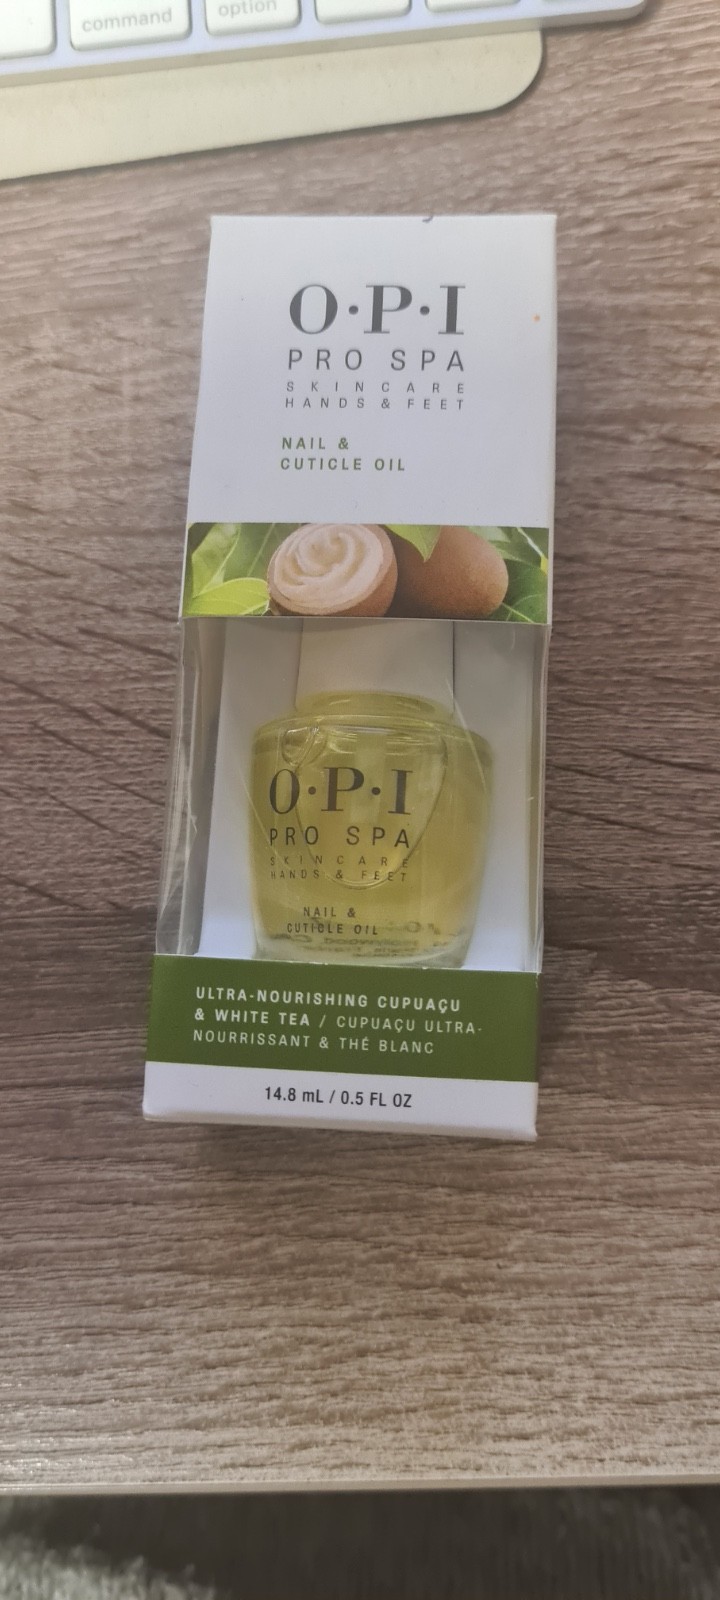 command
option
O·P·I
PRO SPA
SKINCARE
HANDS & FEET
NAIL &
CUTICLE OIL
O·P·I
PRO SPA
SKINCARE
HANDS & FEET
NAIL &
CUTICLE OIL
ULTRA-NOURISHING CUPUAÇU
& WHITE TEA / CUPUAÇU ULTRA-
NOURRISSANT & THÉ BLANC
14.8 mL / 0.5 FL OZ